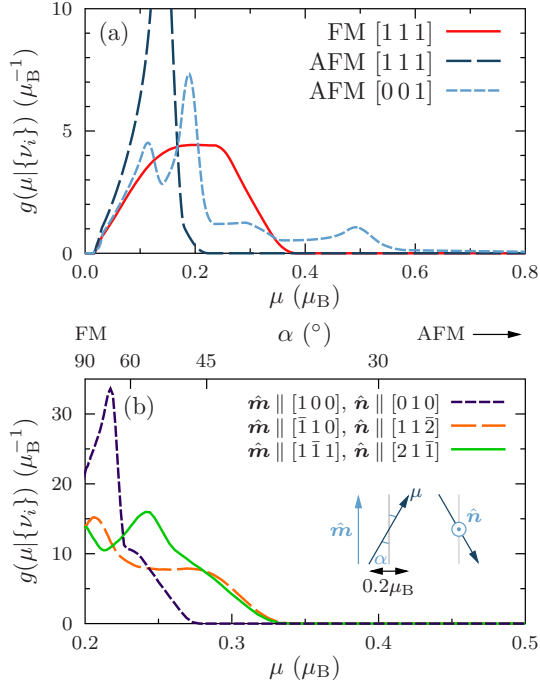 10
(a)
FM [1 1 1]
AFM [1 1 1]
AFM [0 0 1]
5
0
g(μ|{νᵢ}) (μ_B⁻¹)
0.0 0.2 0.4 0.6 0.8
μ (μ_B)
FM α (°) AFM
90 60 45 30
30
(b)
m̂ ∥ [1 0 0], n̂ ∥ [0 1 0]
m̂ ∥ [1̄ 1 0], n̂ ∥ [1 1 2̄]
m̂ ∥ [1 1̄ 1], n̂ ∥ [2 1 1̄]
20
10
0
g(μ|{νᵢ}) (μ_B⁻¹)
μ
m̂
n̂
α
0.2μ_B
0.2 0.3 0.4 0.5
μ (μ_B)